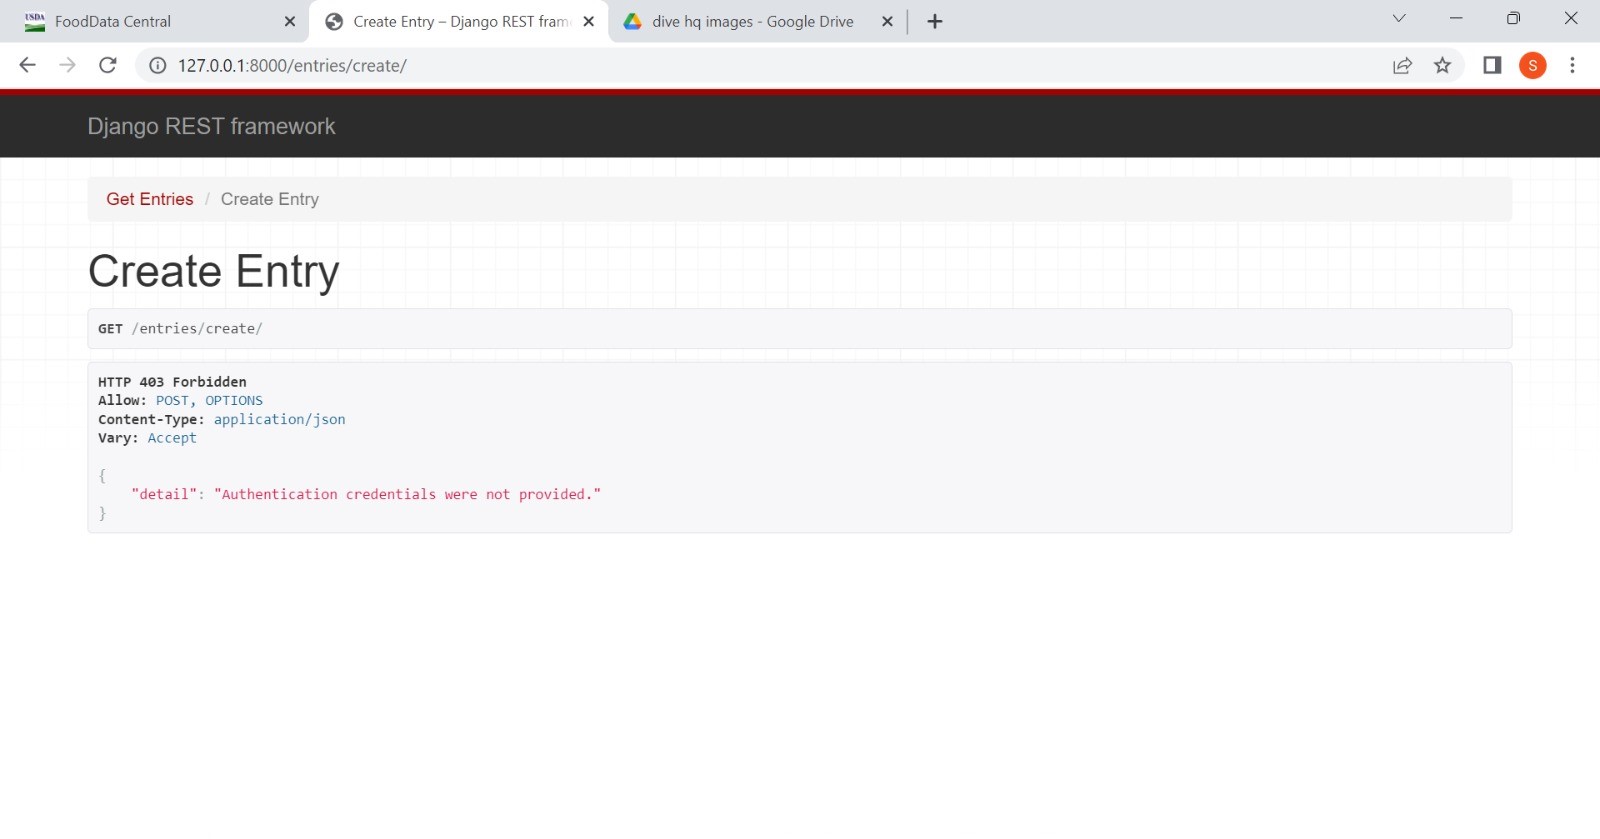 USDA FoodData Central
Create Entry – Django REST fram
dive hq images - Google Drive
127.0.0.1:8000/entries/create/
S
Django REST framework
Get Entries / Create Entry
Create Entry
GET /entries/create/
HTTP 403 Forbidden
Allow: POST, OPTIONS
Content-Type: application/json
Vary: Accept
{
"detail": "Authentication credentials were not provided."
}